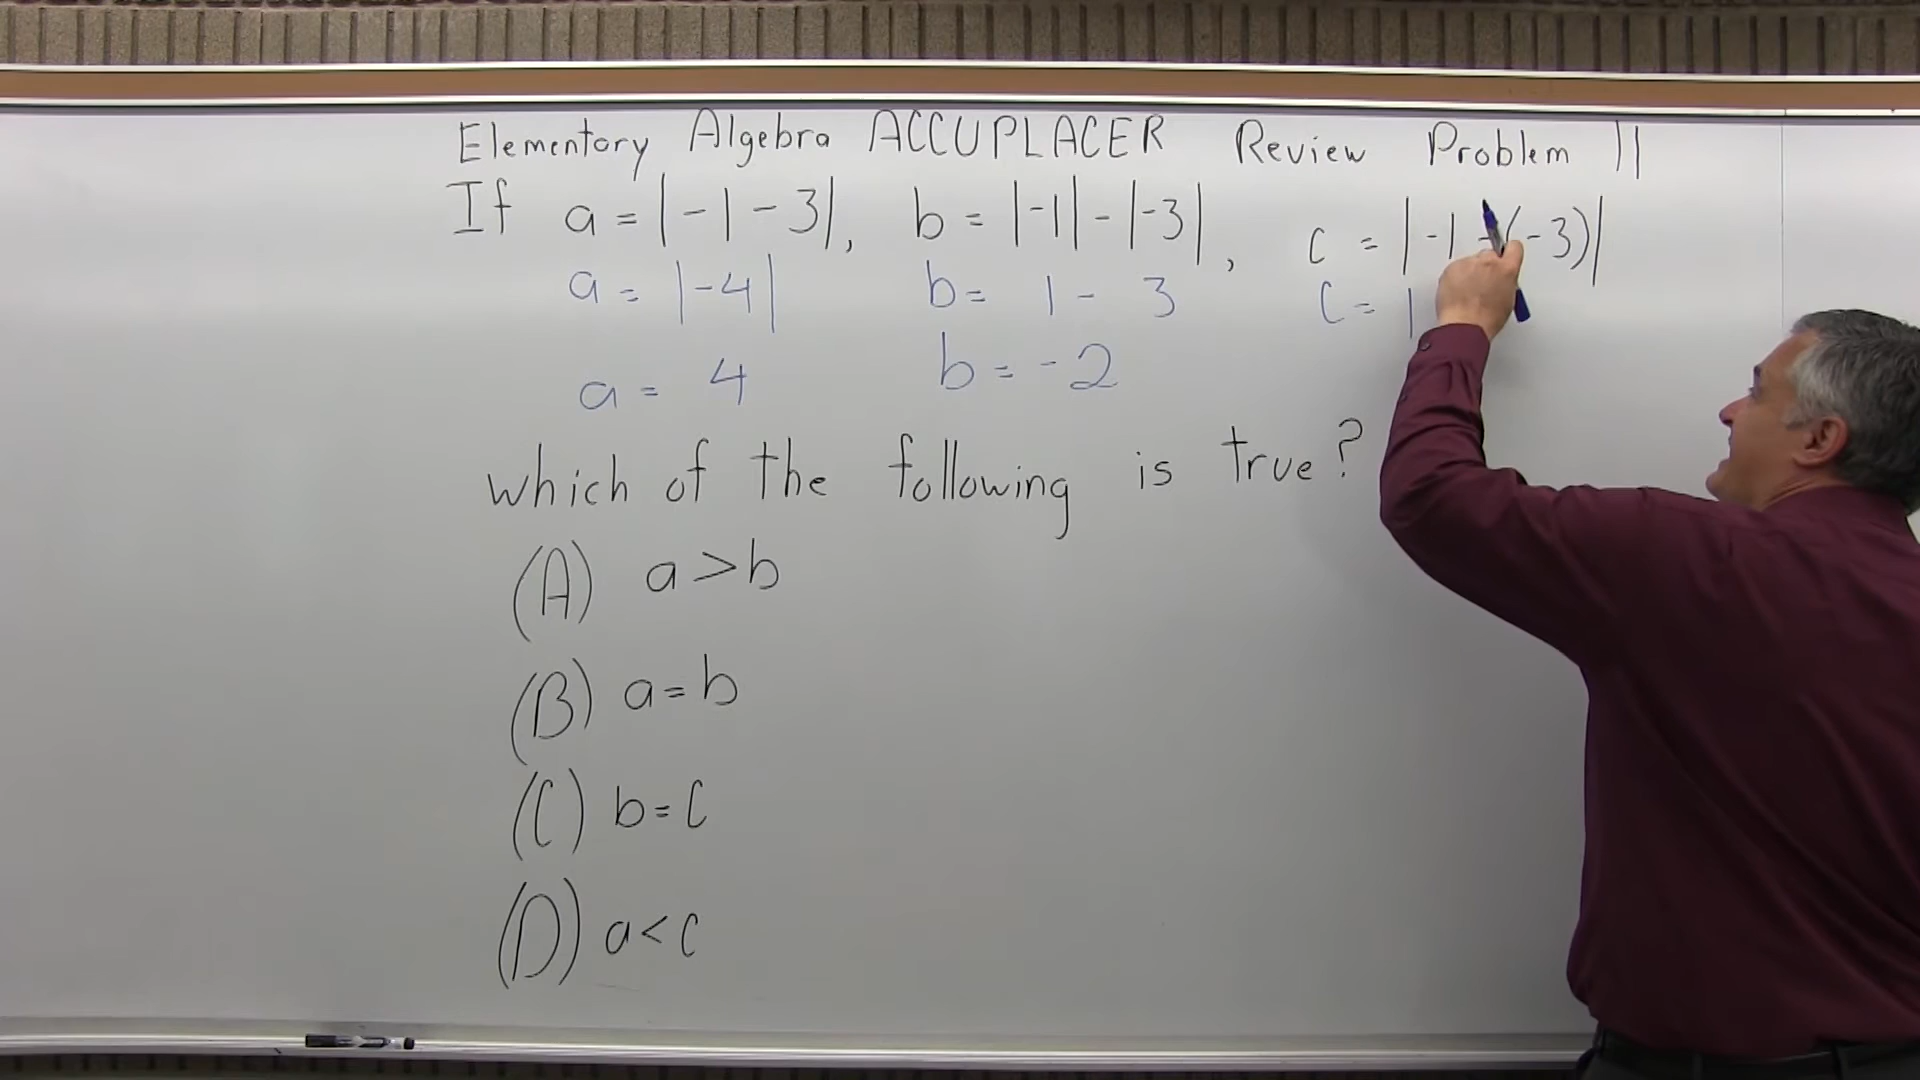 Elementary Algebra ACCUPLACER Review Problem 11
If a = |-1-3|, b = |-1| - |-3|, c = |-1-(-3)|
a = |-4| b = 1 - 3 c = |
a = 4 b = -2
which of the following is true?
(A) a > b
(B) a = b
(C) b = c
(D) a < c